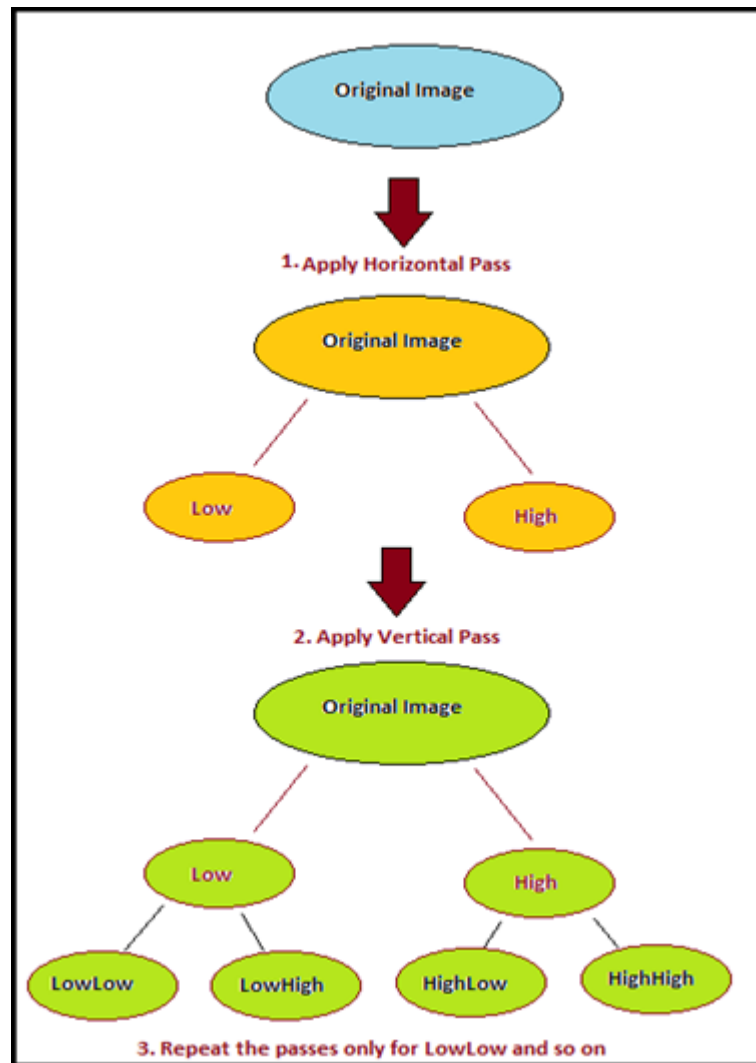 Original Image
1. Apply Horizontal Pass
Original Image
Low
High
2. Apply Vertical Pass
Original Image
Low
High
LowLow
LowHigh
HighLow
HighHigh
3. Repeat the passes only for LowLow and so on